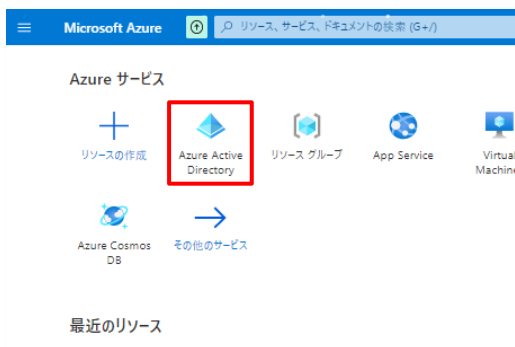 Microsoft Azure
リソース、サービス、ドキュメントの検索 (G+/)
Azure サービス
リソースの作成
Azure Active
Directory
リソース グループ
App Service
Virtual
Machine
Azure Cosmos
DB
その他のサービス
最近のリソース